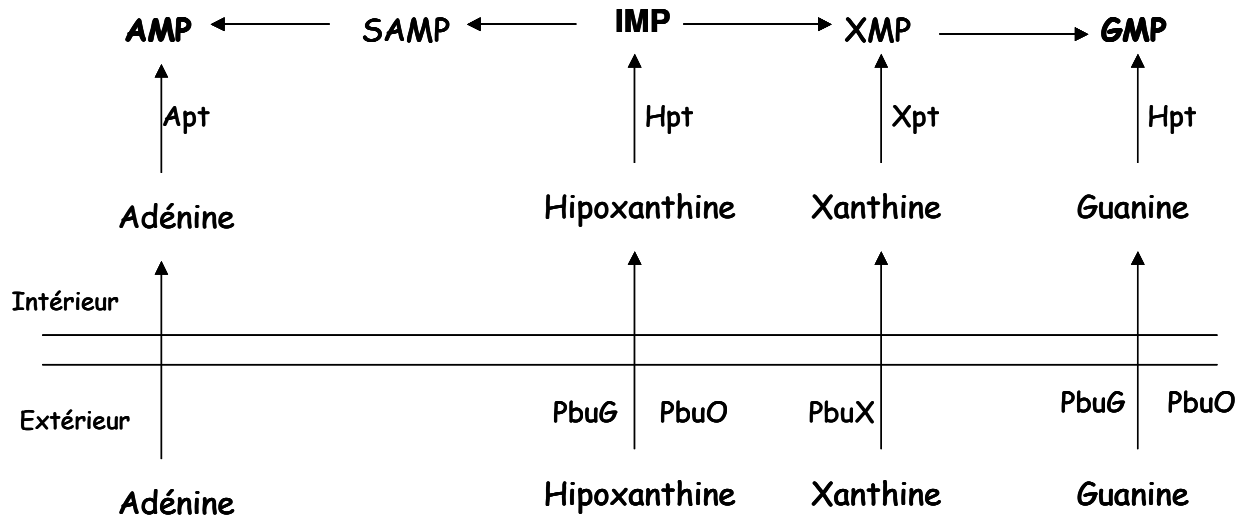 AMP SAMP IMP XMP GMP
Apt Hpt Xpt Hpt
Adénine Hipoxanthine Xanthine Guanine
Intérieur
Extérieur PbuG PbuO PbuX PbuG PbuO
Adénine Hipoxanthine Xanthine Guanine